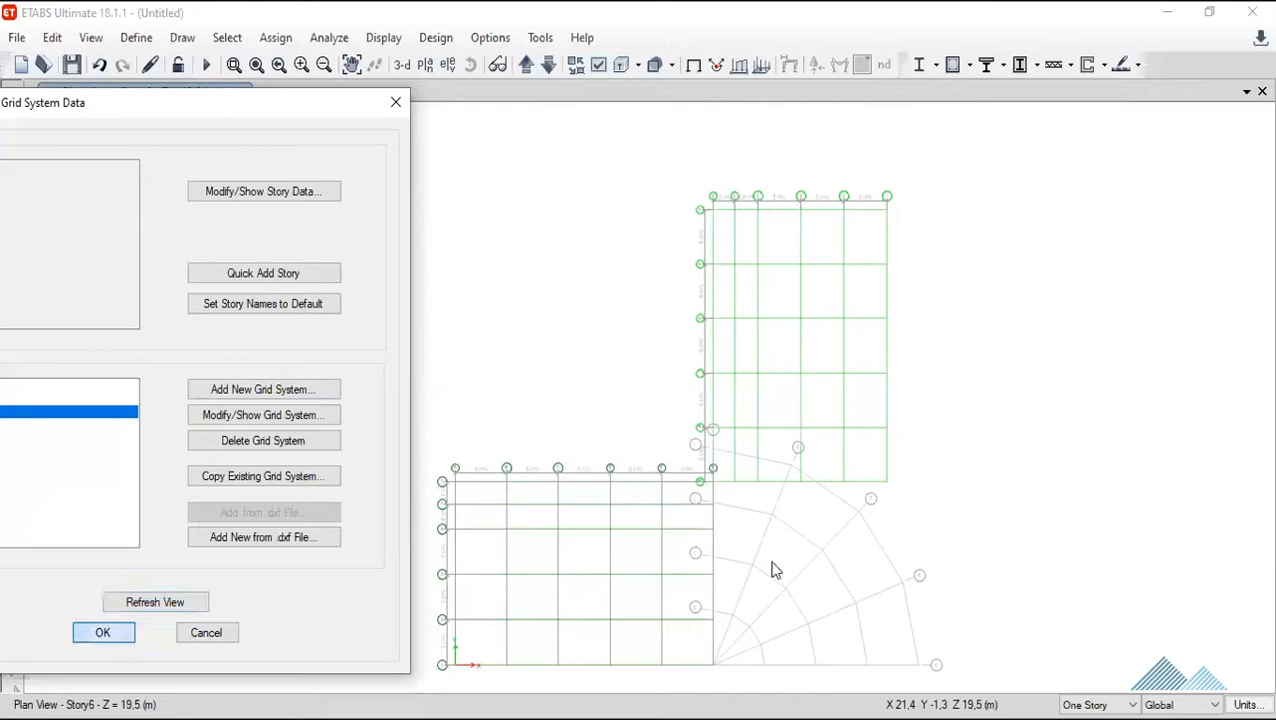 ETABS Ultimate 18.1.1 - (Untitled)
File Edit View Define Draw Select Assign Analyze Display Design Options Tools Help
3-d
nd
Grid System Data
Modify/Show Story Data...
Quick Add Story
Set Story Names to Default
Add New Grid System...
Modify/Show Grid System...
Delete Grid System
Copy Existing Grid System...
Add from .dxf File...
Add New from .dxf File...
Refresh View
OK Cancel
Y
X
Plan View - Story6 - Z = 19,5 (m)
X 21,4 Y -1,3 Z 19,5 (m)
One Story
Global
Units...